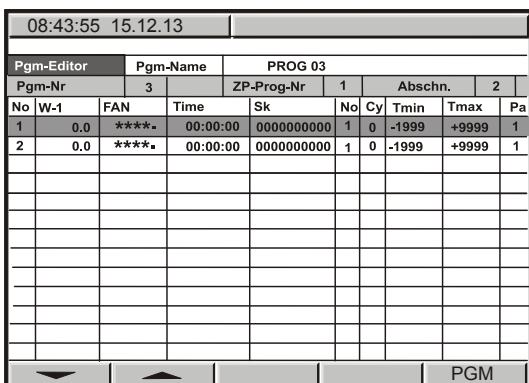 08:43:55 15.12.13
Pgm-Editor Pgm-Name PROG 03
Pgm-Nr 3 ZP-Prog-Nr 1 Abschn. 2
No W-1 FAN Time Sk No Cy Tmin Tmax Pa
1 0.0 ****. 00:00:00 0000000000 1 0 -1999 +9999 1
2 0.0 ****. 00:00:00 0000000000 1 0 -1999 +9999 1
PGM